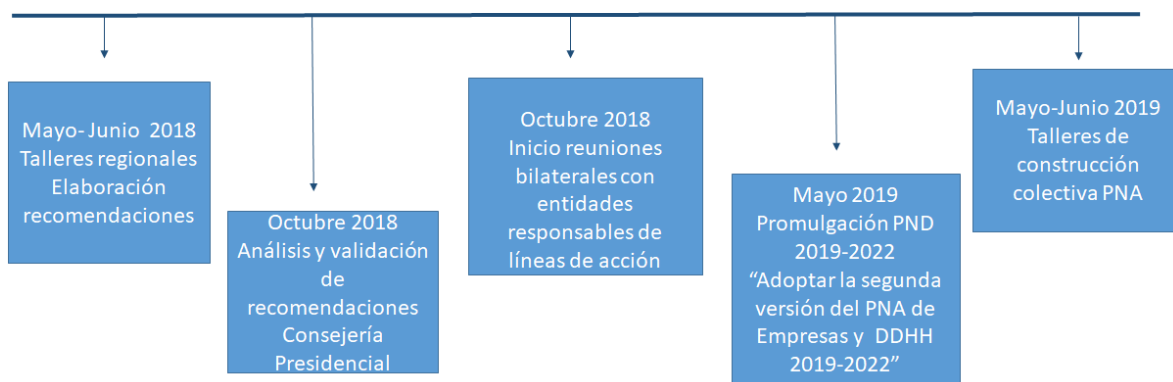 Mayo- Junio 2018
Talleres regionales
Elaboración
recomendaciones
Octubre 2018
Análisis y validación
de
recomendaciones
Consejería
Presidencial
Octubre 2018
Inicio reuniones
bilaterales con
entidades
responsables de
líneas de acción
Mayo 2019
Promulgación PND
2019-2022
“Adoptar la segunda
versión del PNA de
Empresas y DDHH
2019-2022”
Mayo-Junio 2019
Talleres de
construcción
colectiva PNA